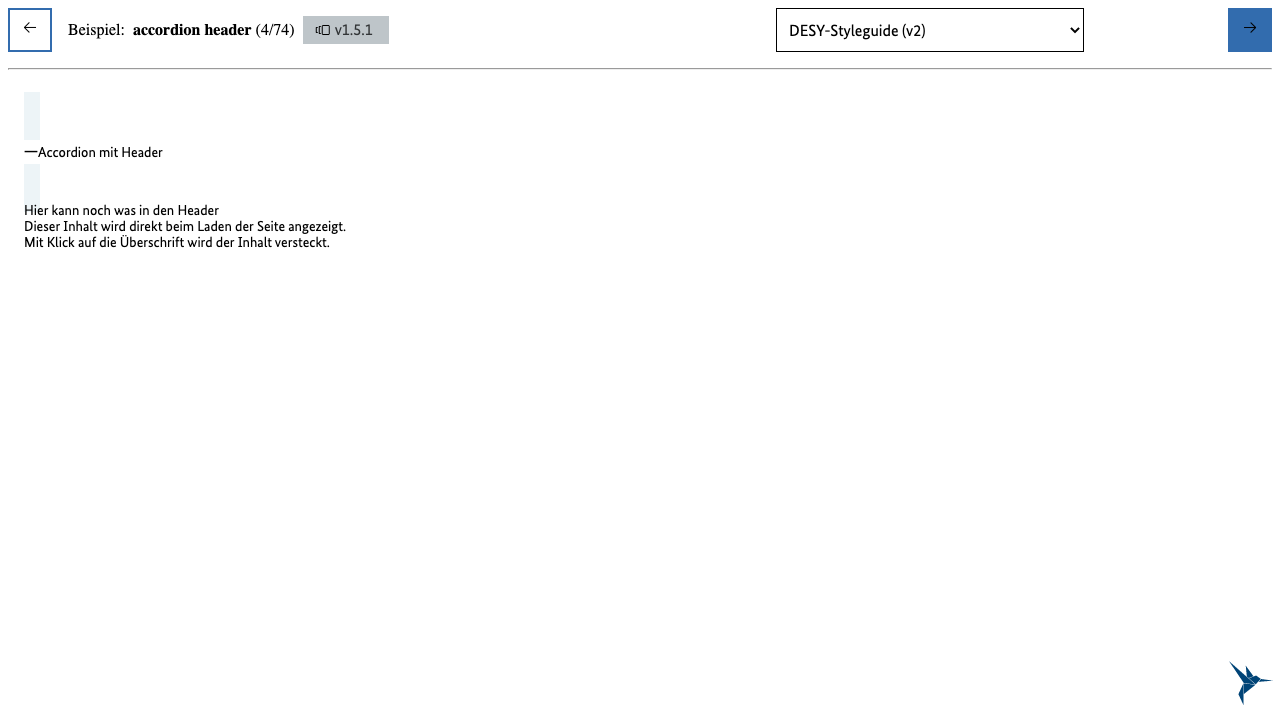 Beispiel: accordion header (4/74) v1.5.1
DESY-Styleguide (v2)
Accordion mit Header
Hier kann noch was in den Header
Dieser Inhalt wird direkt beim Laden der Seite angezeigt.
Mit Klick auf die Überschrift wird der Inhalt versteckt.